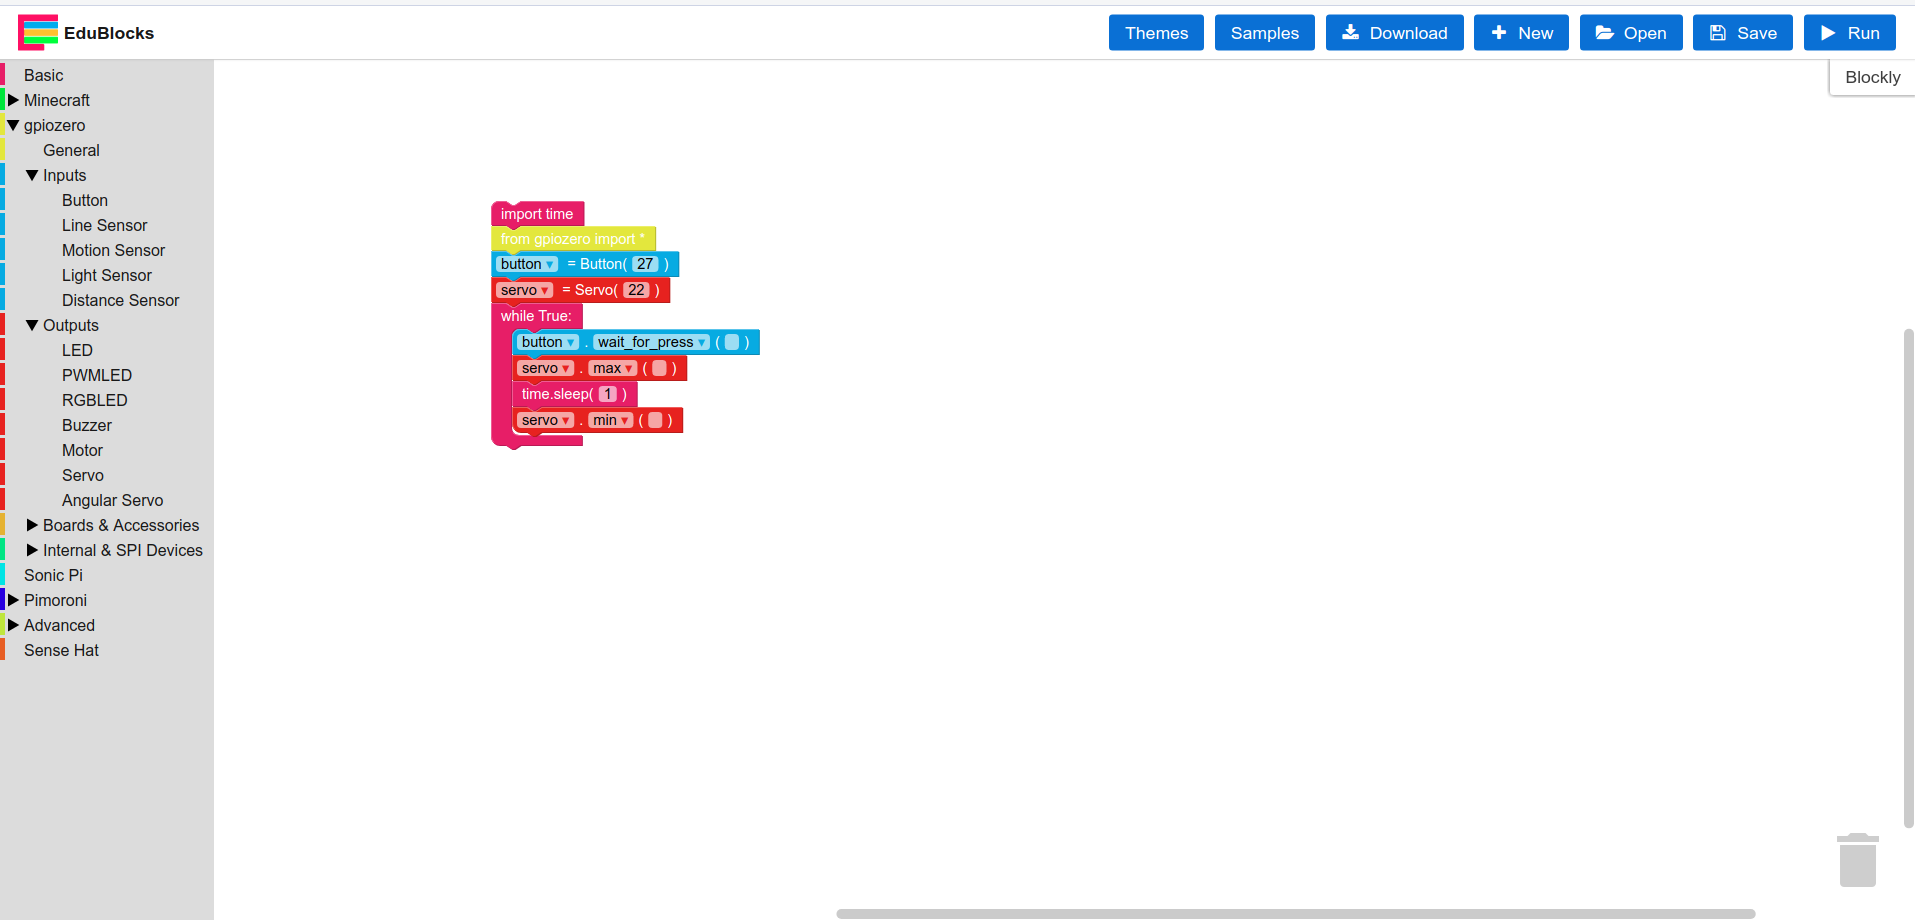 EduBlocks
Themes Samples Download New Open Save Run
Blockly
Basic
Minecraft
gpiozero
General
Inputs
Button
Line Sensor
Motion Sensor
Light Sensor
Distance Sensor
Outputs
LED
PWMLED
RGBLED
Buzzer
Motor
Servo
Angular Servo
Boards & Accessories
Internal & SPI Devices
Sonic Pi
Pimoroni
Advanced
Sense Hat
import time
from gpiozero import *
button = Button( 27 )
servo = Servo( 22 )
while True:
button . wait_for_press ( )
servo . max ( )
time.sleep( 1 )
servo . min ( )